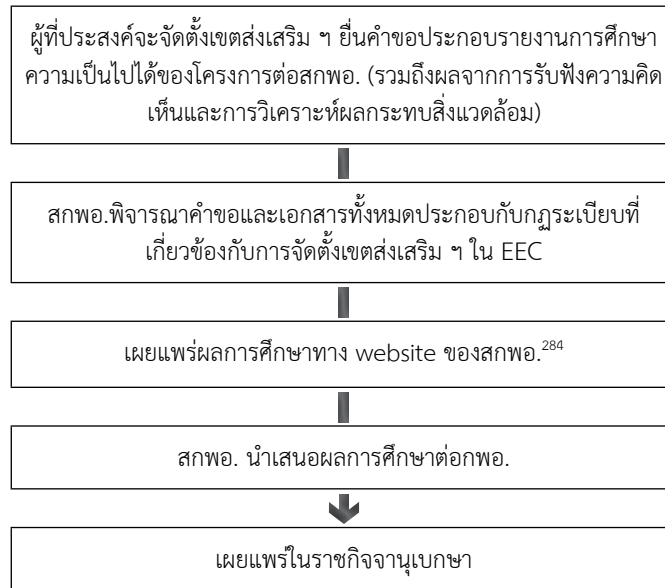 ผู้ที่ประสงค์จะจัดตั้งเขตส่งเสริม ฯ ยื่นคำขอประกอบรายงานการศึกษา
ความเป็นไปได้ของโครงการต่อสกพอ. (รวมถึงผลจากการรับฟังความคิด
เห็นและการวิเคราะห์ผลกระทบสิ่งแวดล้อม)
สกพอ.พิจารณาคำขอและเอกสารทั้งหมดประกอบกับกฎระเบียบที่
เกี่ยวข้องกับการจัดตั้งเขตส่งเสริม ฯ ใน EEC
เผยแพร่ผลการศึกษาทาง website ของสกพอ.284
สกพอ. นำเสนอผลการศึกษาต่อกพอ.
เผยแพร่ในราชกิจจานุเบกษา